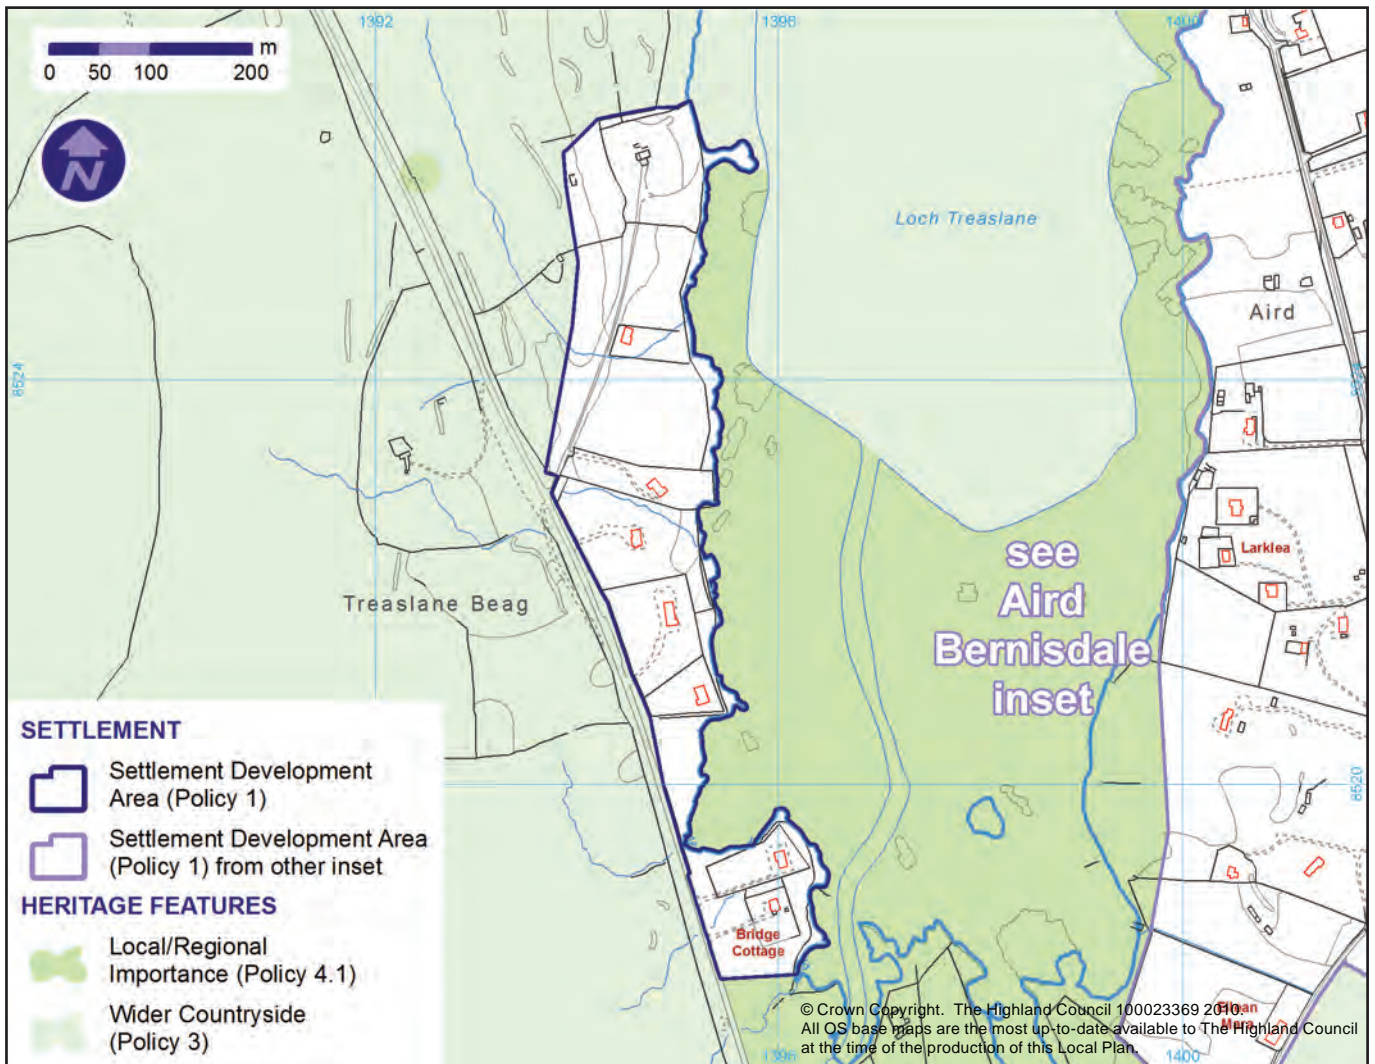 1392
1396
1400
m
0 50 100 200
N
Loch Treaslane
Aird
8524
8524
see
Aird
Bernisdale
inset
Larklea
Treaslane Beag
SETTLEMENT
Settlement Development
Area (Policy 1)
Settlement Development Area
(Policy 1) from other inset
HERITAGE FEATURES
Local/Regional
Importance (Policy 4.1)
Wider Countryside
(Policy 3)
8520
Bridge
Cottage
Mara
© Crown Copyright. The Highland Council 100023369 2010.
All OS base maps are the most up-to-date available to The Highland Council
at the time of the production of this Local Plan.
1396
1400